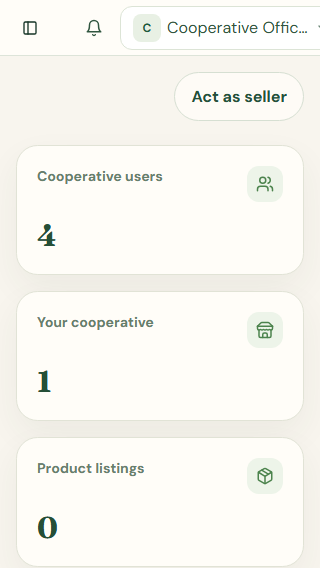 C Cooperative Offic...
Act as seller
Cooperative users
4
Your cooperative
1
Product listings
0